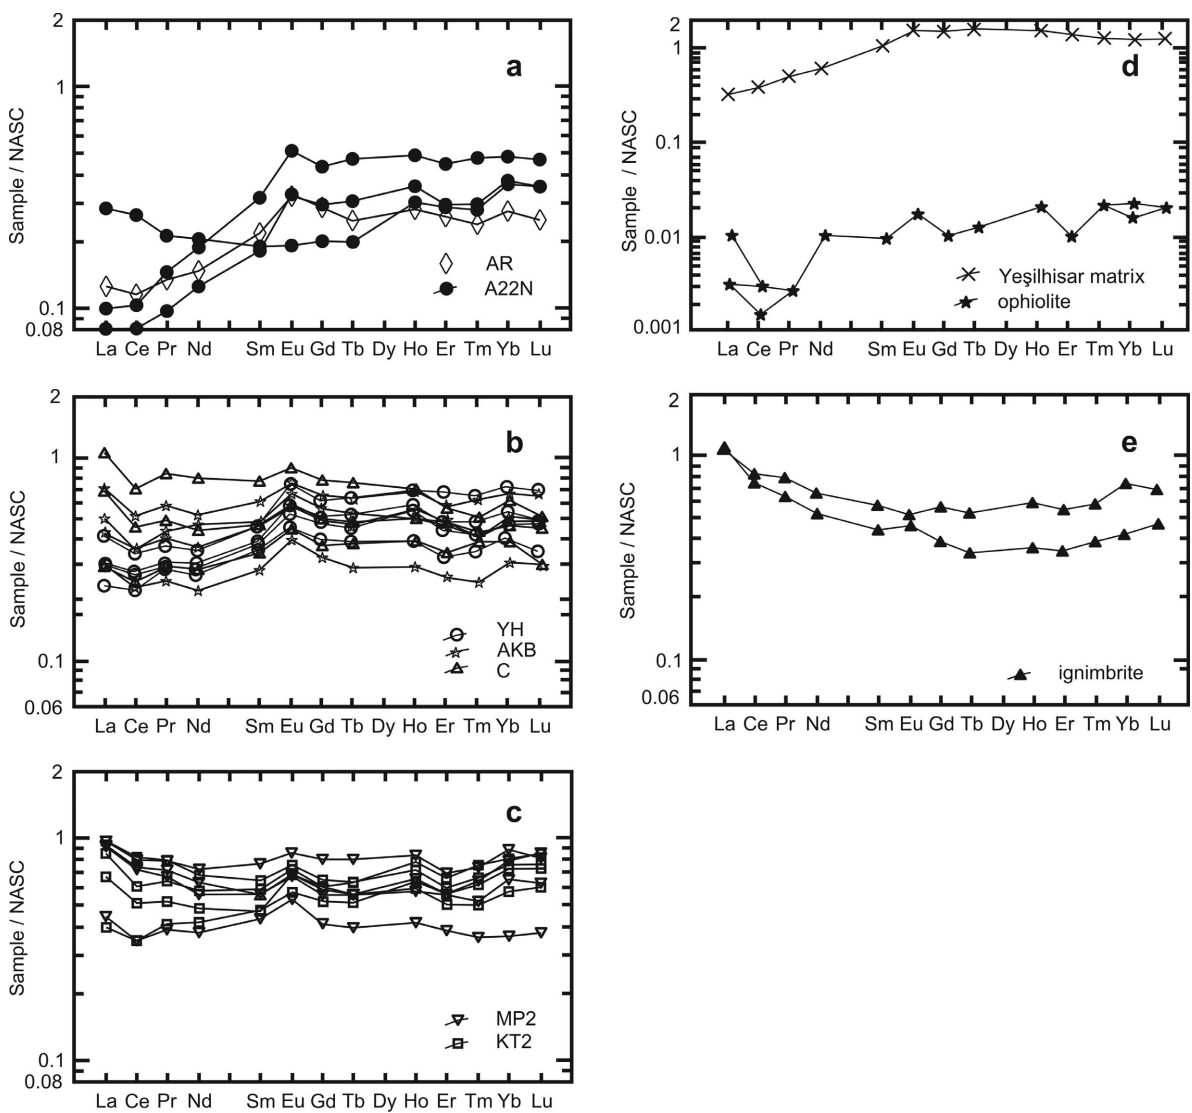 2
a
1
Sample / NASC
AR
A22N
0.1
0.08
La Ce Pr Nd Sm Eu Gd Tb Dy Ho Er Tm Yb Lu
2
d
1
0.1
Sample / NASC
0.01
Yeşilhisar matrix
ophiolite
0.001
La Ce Pr Nd Sm Eu Gd Tb Dy Ho Er Tm Yb Lu
2
b
1
Sample / NASC
YH
AKB
C
0.1
0.06
La Ce Pr Nd Sm Eu Gd Tb Dy Ho Er Tm Yb Lu
2
e
1
Sample / NASC
ignimbrite
0.1
0.06
La Ce Pr Nd Sm Eu Gd Tb Dy Ho Er Tm Yb Lu
2
c
1
Sample / NASC
MP2
KT2
0.1
0.08
La Ce Pr Nd Sm Eu Gd Tb Dy Ho Er Tm Yb Lu